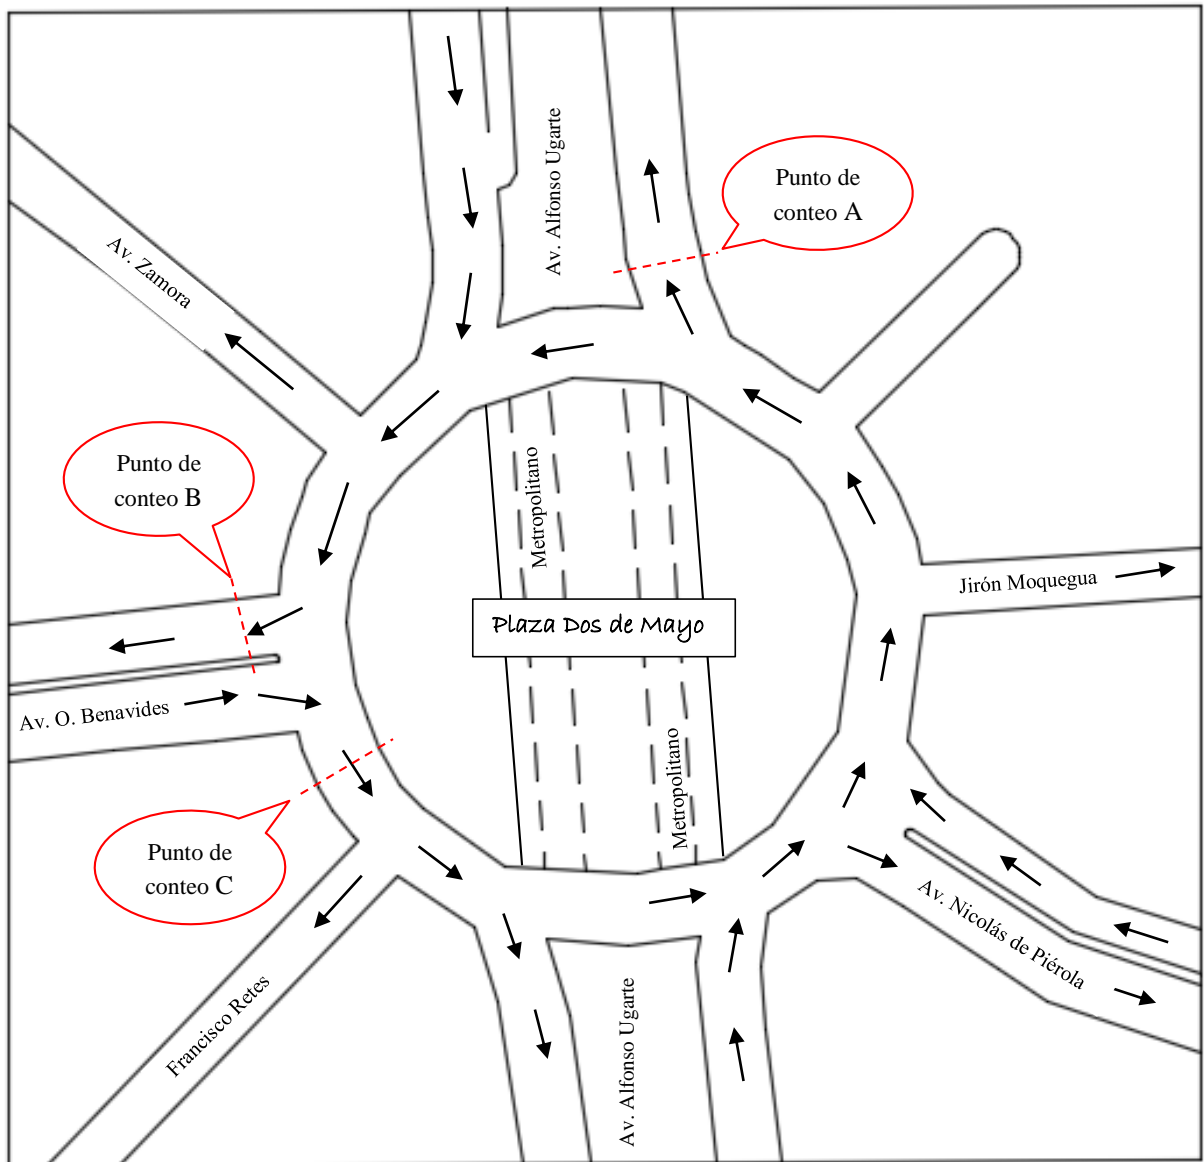 Av. Alfonso Ugarte
Punto de
conteo A
Av. Zamora
Punto de
conteo B
Metropolitano
Jirón Moquegua
Plaza Dos de Mayo
Av. O. Benavides
Metropolitano
Punto de
conteo C
Av. Nicolás de Piérola
Francisco Retes
Av. Alfonso Ugarte